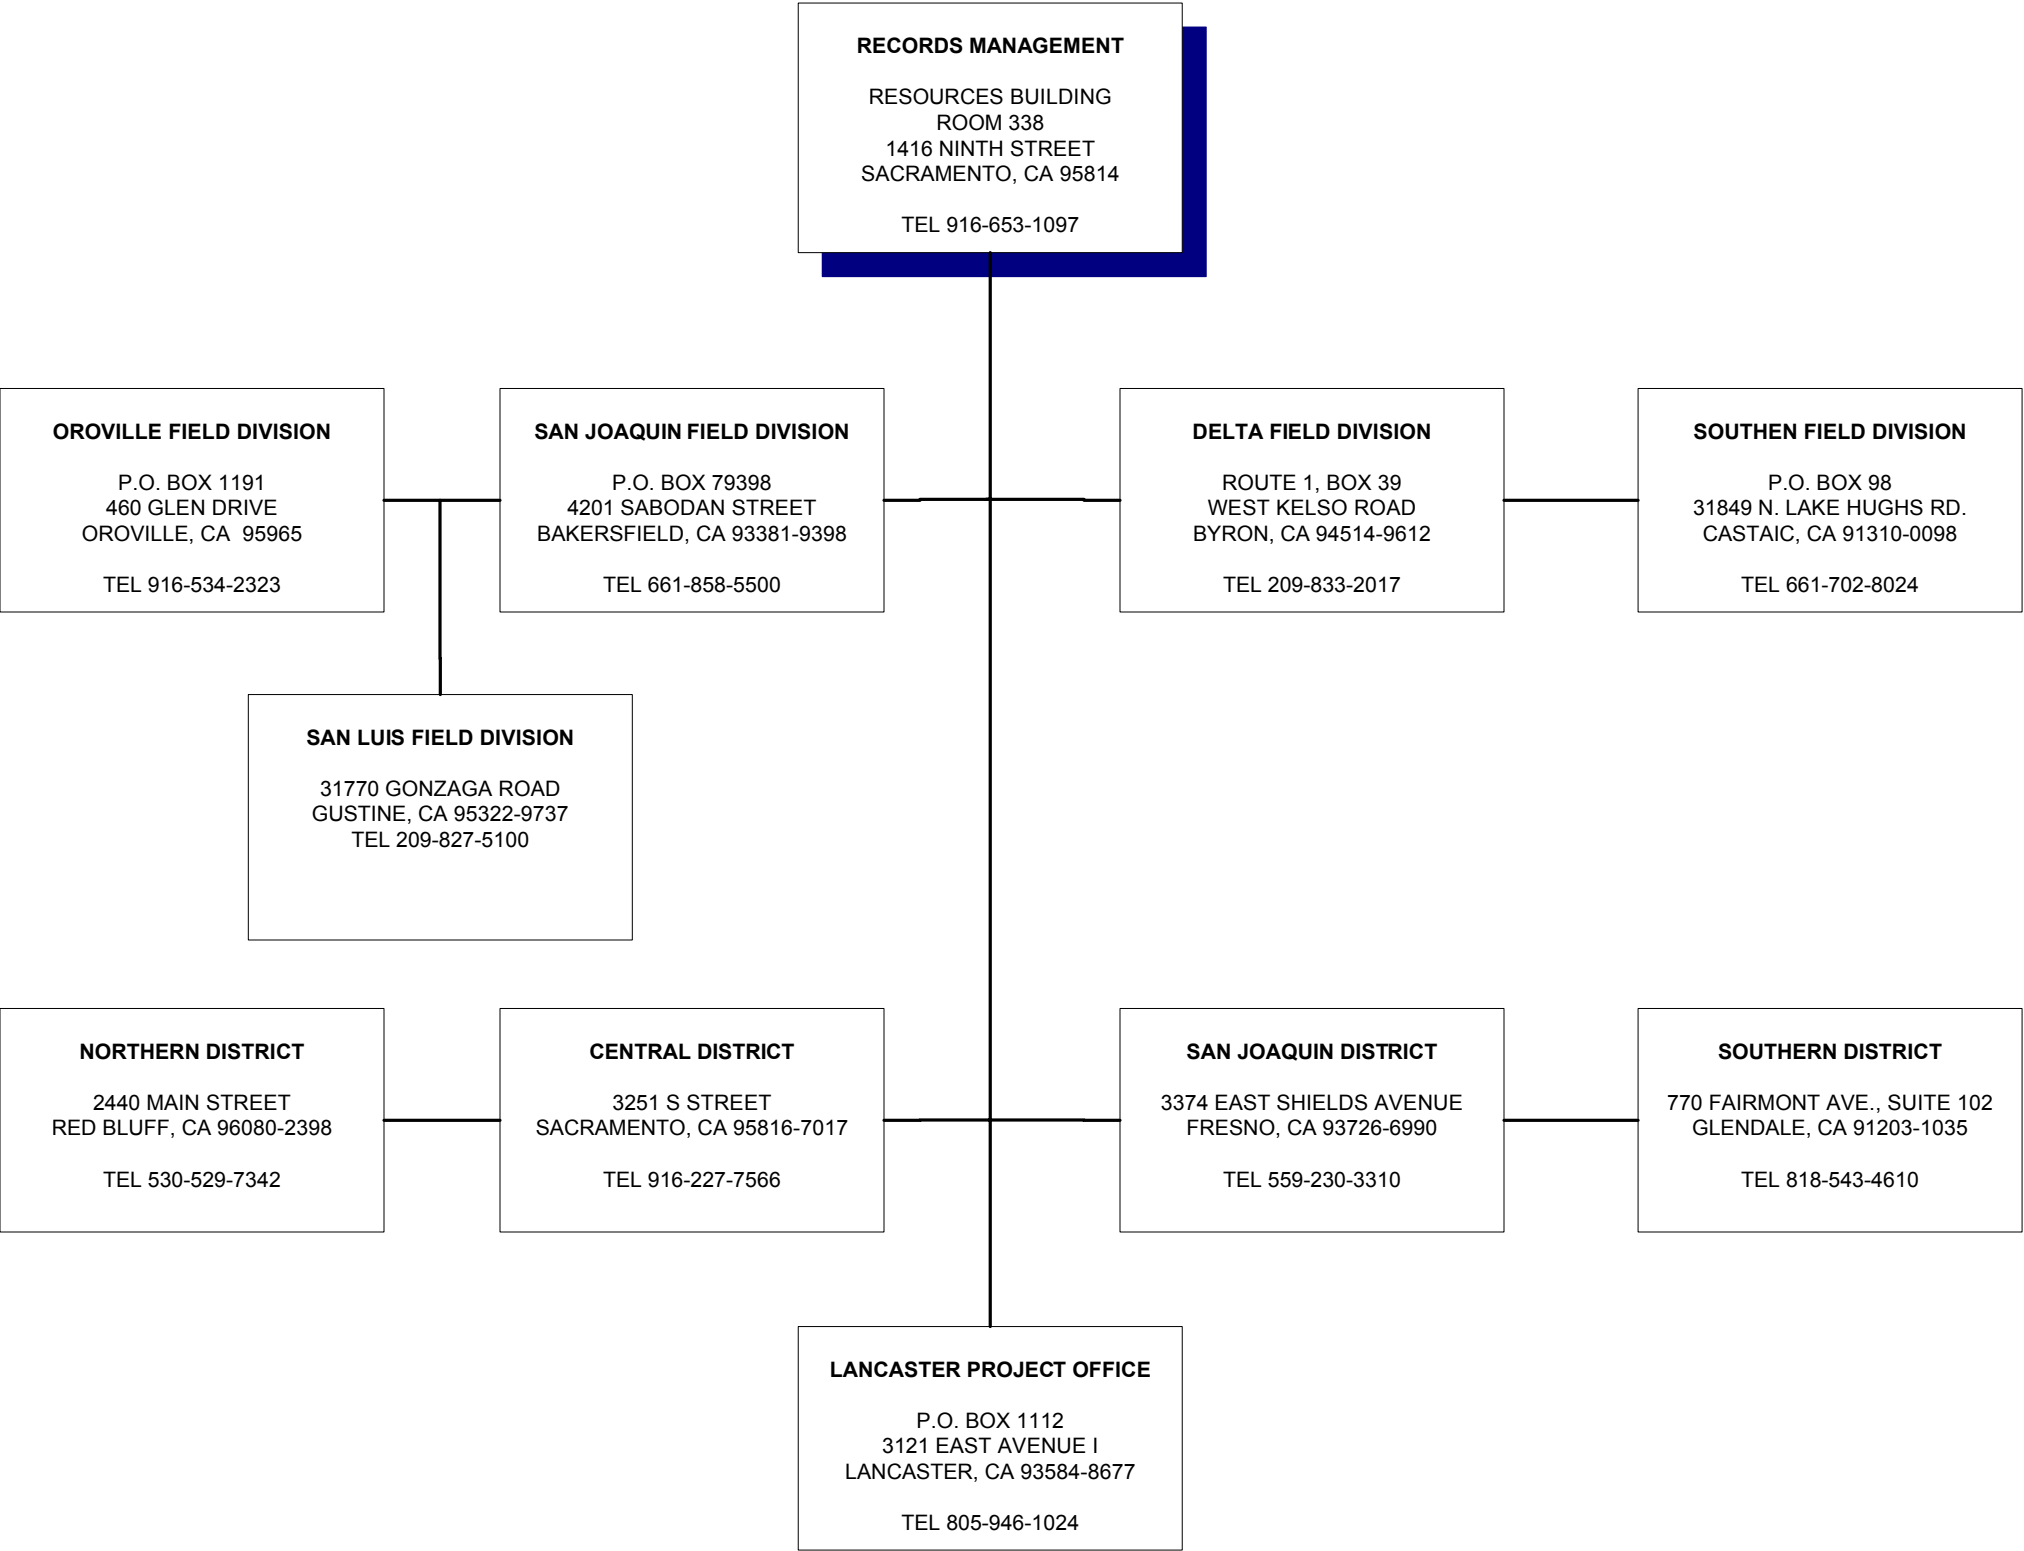 RECORDS MANAGEMENT
RESOURCES BUILDING
ROOM 338
1416 NINTH STREET
SACRAMENTO, CA 95814
TEL 916-653-1097
OROVILLE FIELD DIVISION
P.O. BOX 1191
460 GLEN DRIVE
OROVILLE, CA  95965
TEL 916-534-2323
SAN JOAQUIN FIELD DIVISION
P.O. BOX 79398
4201 SABODAN STREET
BAKERSFIELD, CA 93381-9398
TEL 661-858-5500
DELTA FIELD DIVISION
ROUTE 1, BOX 39
WEST KELSO ROAD
BYRON, CA 94514-9612
TEL 209-833-2017
SOUTHEN FIELD DIVISION
P.O. BOX 98
31849 N. LAKE HUGHS RD.
CASTAIC, CA 91310-0098
TEL 661-702-8024
SAN LUIS FIELD DIVISION
31770 GONZAGA ROAD
GUSTINE, CA 95322-9737
TEL 209-827-5100
NORTHERN DISTRICT
2440 MAIN STREET
RED BLUFF, CA 96080-2398
TEL 530-529-7342
CENTRAL DISTRICT
3251 S STREET
SACRAMENTO, CA 95816-7017
TEL 916-227-7566
SAN JOAQUIN DISTRICT
3374 EAST SHIELDS AVENUE
FRESNO, CA 93726-6990
TEL 559-230-3310
SOUTHERN DISTRICT
770 FAIRMONT AVE., SUITE 102
GLENDALE, CA 91203-1035
TEL 818-543-4610
LANCASTER PROJECT OFFICE
P.O. BOX 1112
3121 EAST AVENUE I
LANCASTER, CA 93584-8677
TEL 805-946-1024